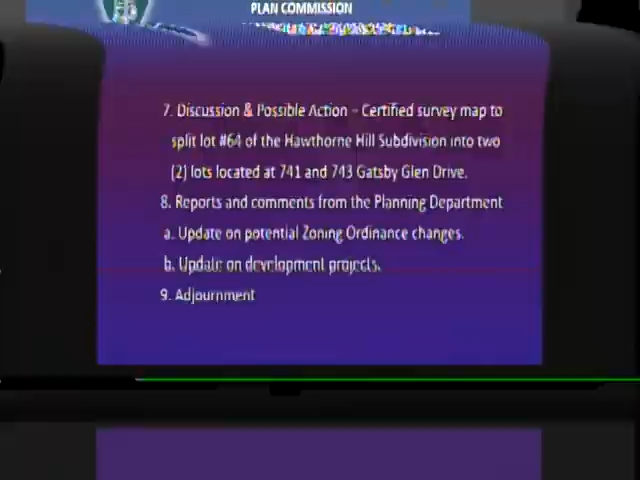 PLAN COMMISSION
7. Discussion & Possible Action - Certified survey map to
split lot #64 of the Hawthorne Hill Subdivision into two
(2) lots located at 741 and 743 Gatsby Glen Drive.
8. Reports and comments from the Planning Department
a. Update on potential Zoning Ordinance changes.
b. Update on development projects.
9. Adjournment